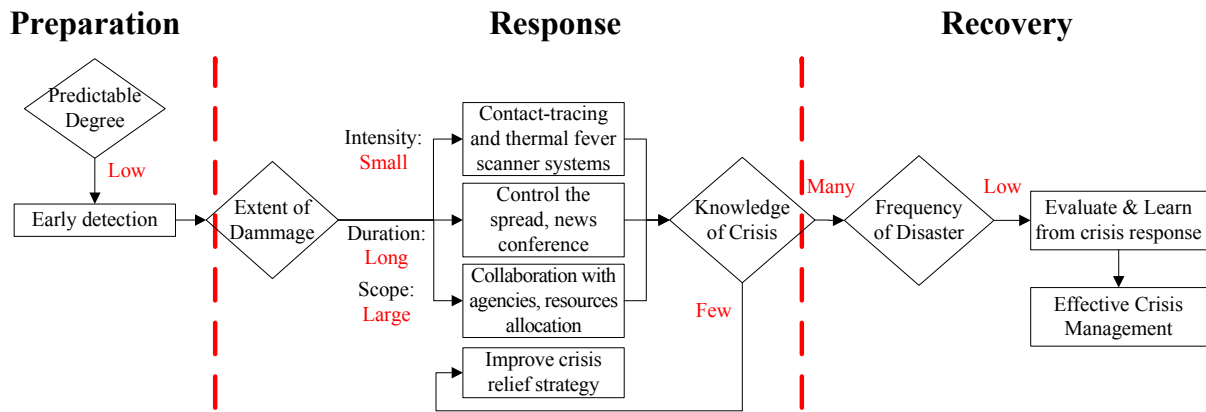 Preparation
Response
Recovery
Predictable
Degree
Low
Early detection
Extent of
Dammage
Intensity:
Small
Duration:
Long
Scope:
Large
Contact-tracing
and thermal fever
scanner systems
Control the
spread, news
conference
Collaboration with
agencies, resources
allocation
Improve crisis
relief strategy
Knowledge
of Crisis
Few
Many
Frequency
of Disaster
Low
Evaluate & Learn
from crisis response
Effective Crisis
Management